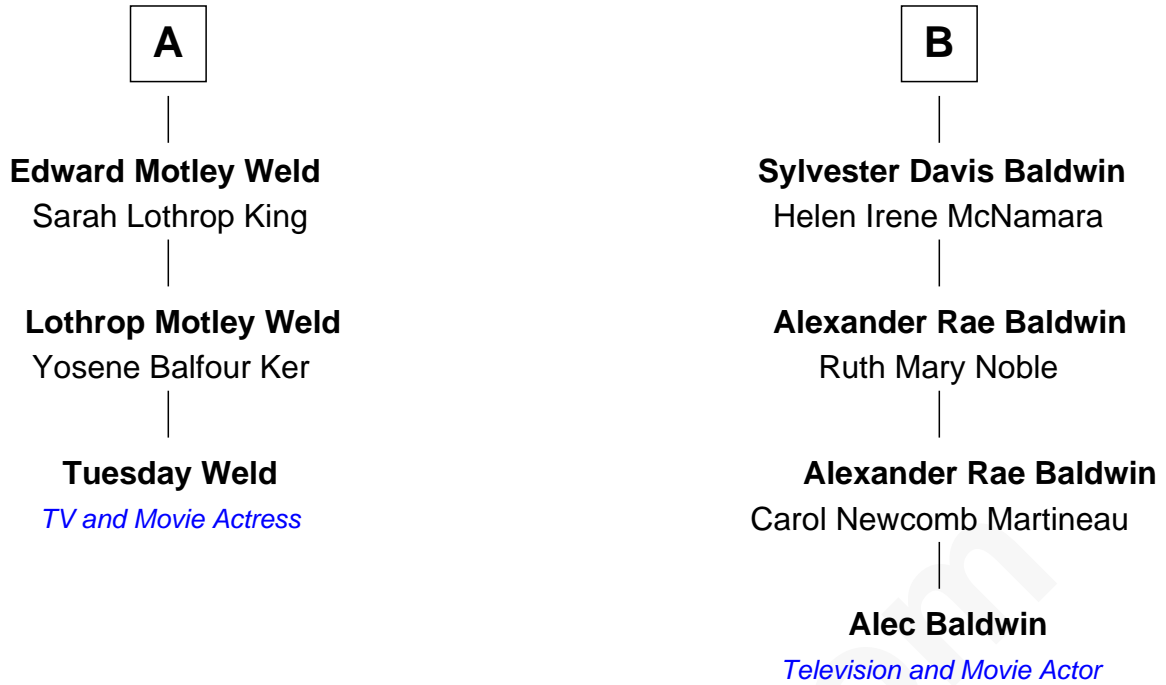 A
Edward Motley Weld
Sarah Lothrop King
Lothrop Motley Weld
Yosene Balfour Ker
Tuesday Weld
TV and Movie Actress
B
Sylvester Davis Baldwin
Helen Irene McNamara
Alexander Rae Baldwin
Ruth Mary Noble
Alexander Rae Baldwin
Carol Newcomb Martineau
Alec Baldwin
Television and Movie Actor